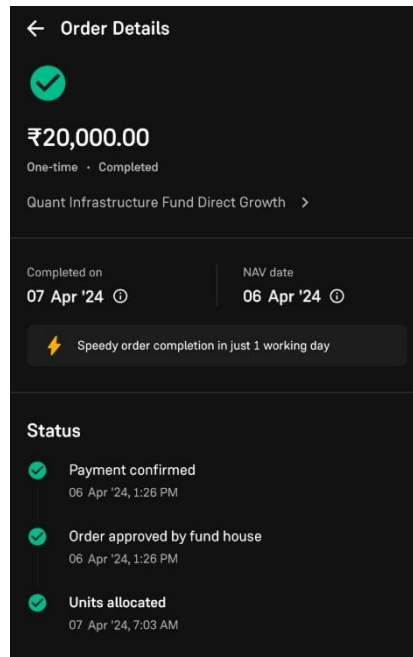 Order Details
₹20,000.00
One-time · Completed
Quant Infrastructure Fund Direct Growth
Completed on
07 Apr '24
NAV date
06 Apr '24
Speedy order completion in just 1 working day
Status
Payment confirmed
06 Apr '24, 1:26 PM
Order approved by fund house
06 Apr '24, 1:26 PM
Units allocated
07 Apr '24, 7:03 AM